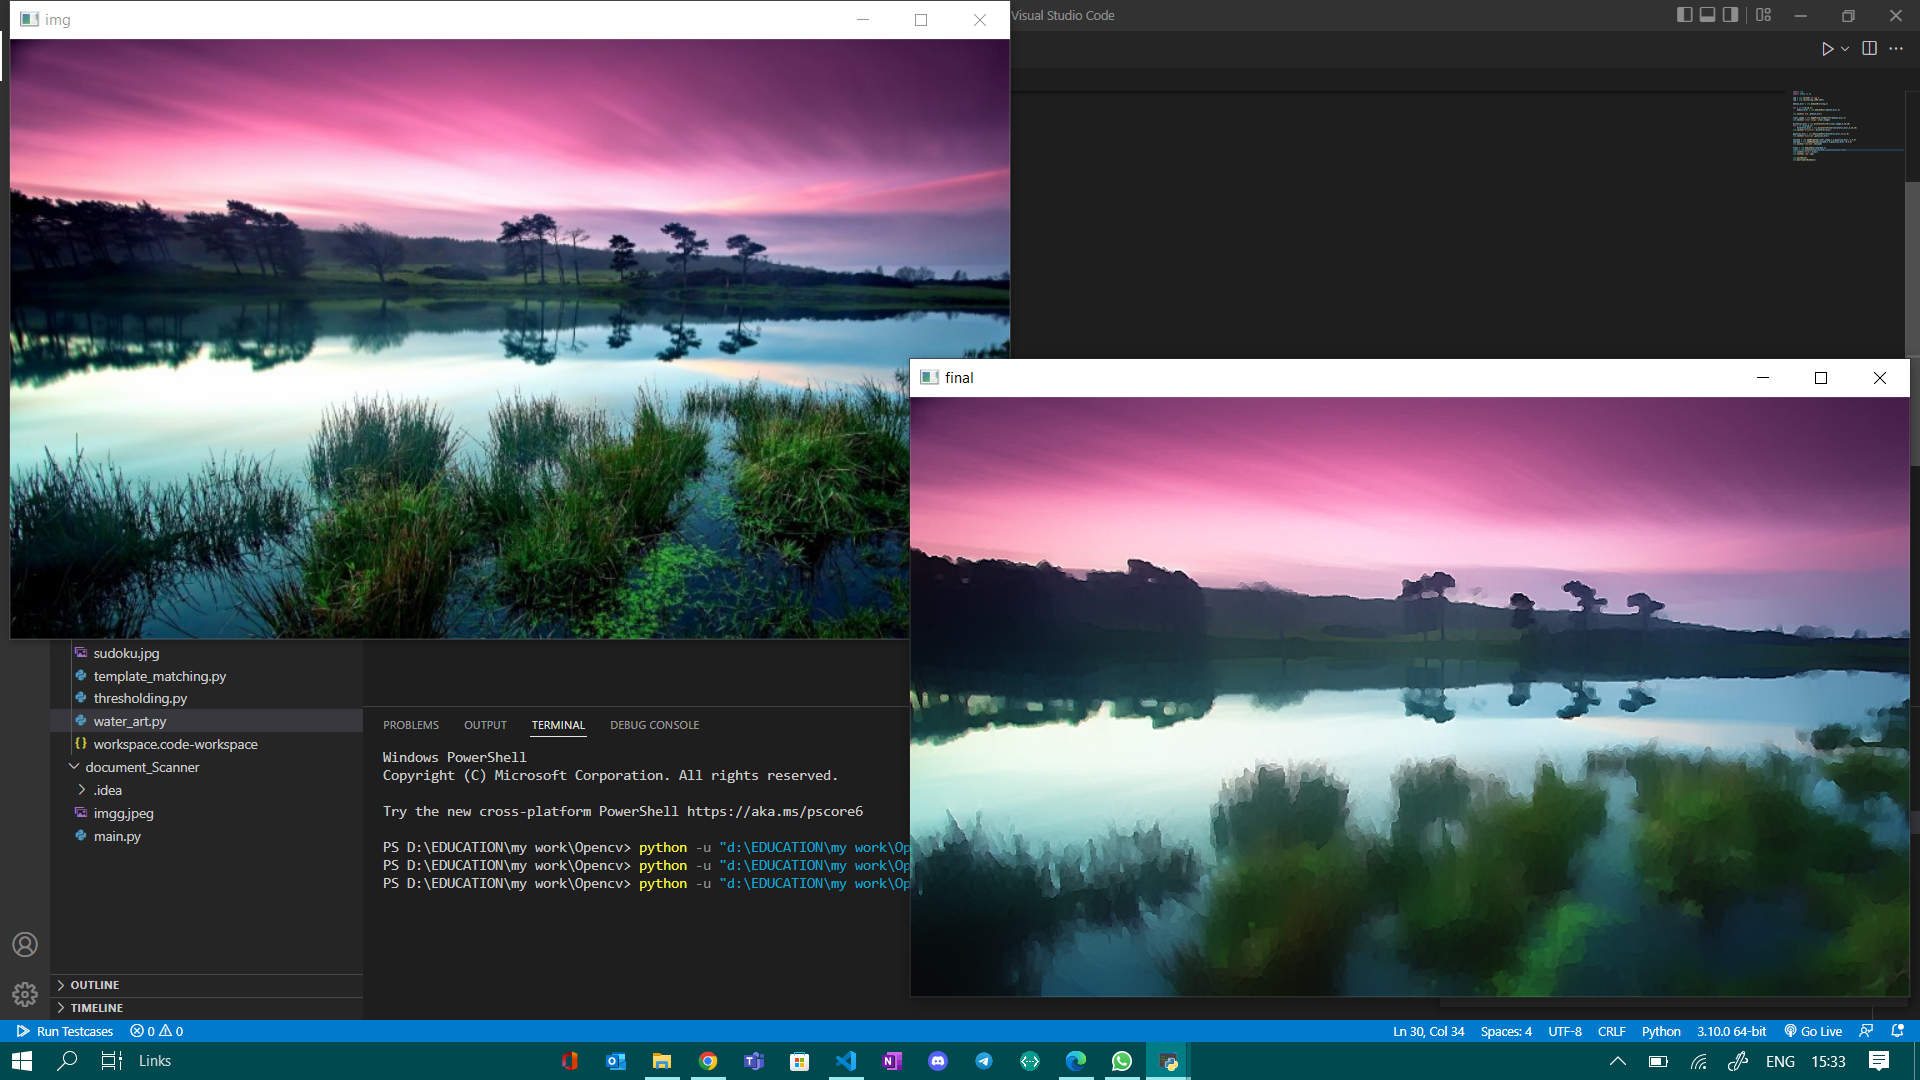 img
Visual Studio Code
final
sudoku.jpg
template_matching.py
thresholding.py
water_art.py
{} workspace.code-workspace
document_Scanner
.idea
imgg.jpeg
main.py
OUTLINE
TIMELINE
PROBLEMS OUTPUT TERMINAL DEBUG CONSOLE
Windows PowerShell
Copyright (C) Microsoft Corporation. All rights reserved.
Try the new cross-platform PowerShell https://aka.ms/pscore6
PS D:\EDUCATION\my work\Opencv> python -u "d:\EDUCATION\my work\Op
PS D:\EDUCATION\my work\Opencv> python -u "d:\EDUCATION\my work\Op
PS D:\EDUCATION\my work\Opencv> python -u "d:\EDUCATION\my work\Op
Run Testcases 0 0 Ln 30, Col 34 Spaces: 4 UTF-8 CRLF Python 3.10.0 64-bit Go Live
Links ENG 15:33